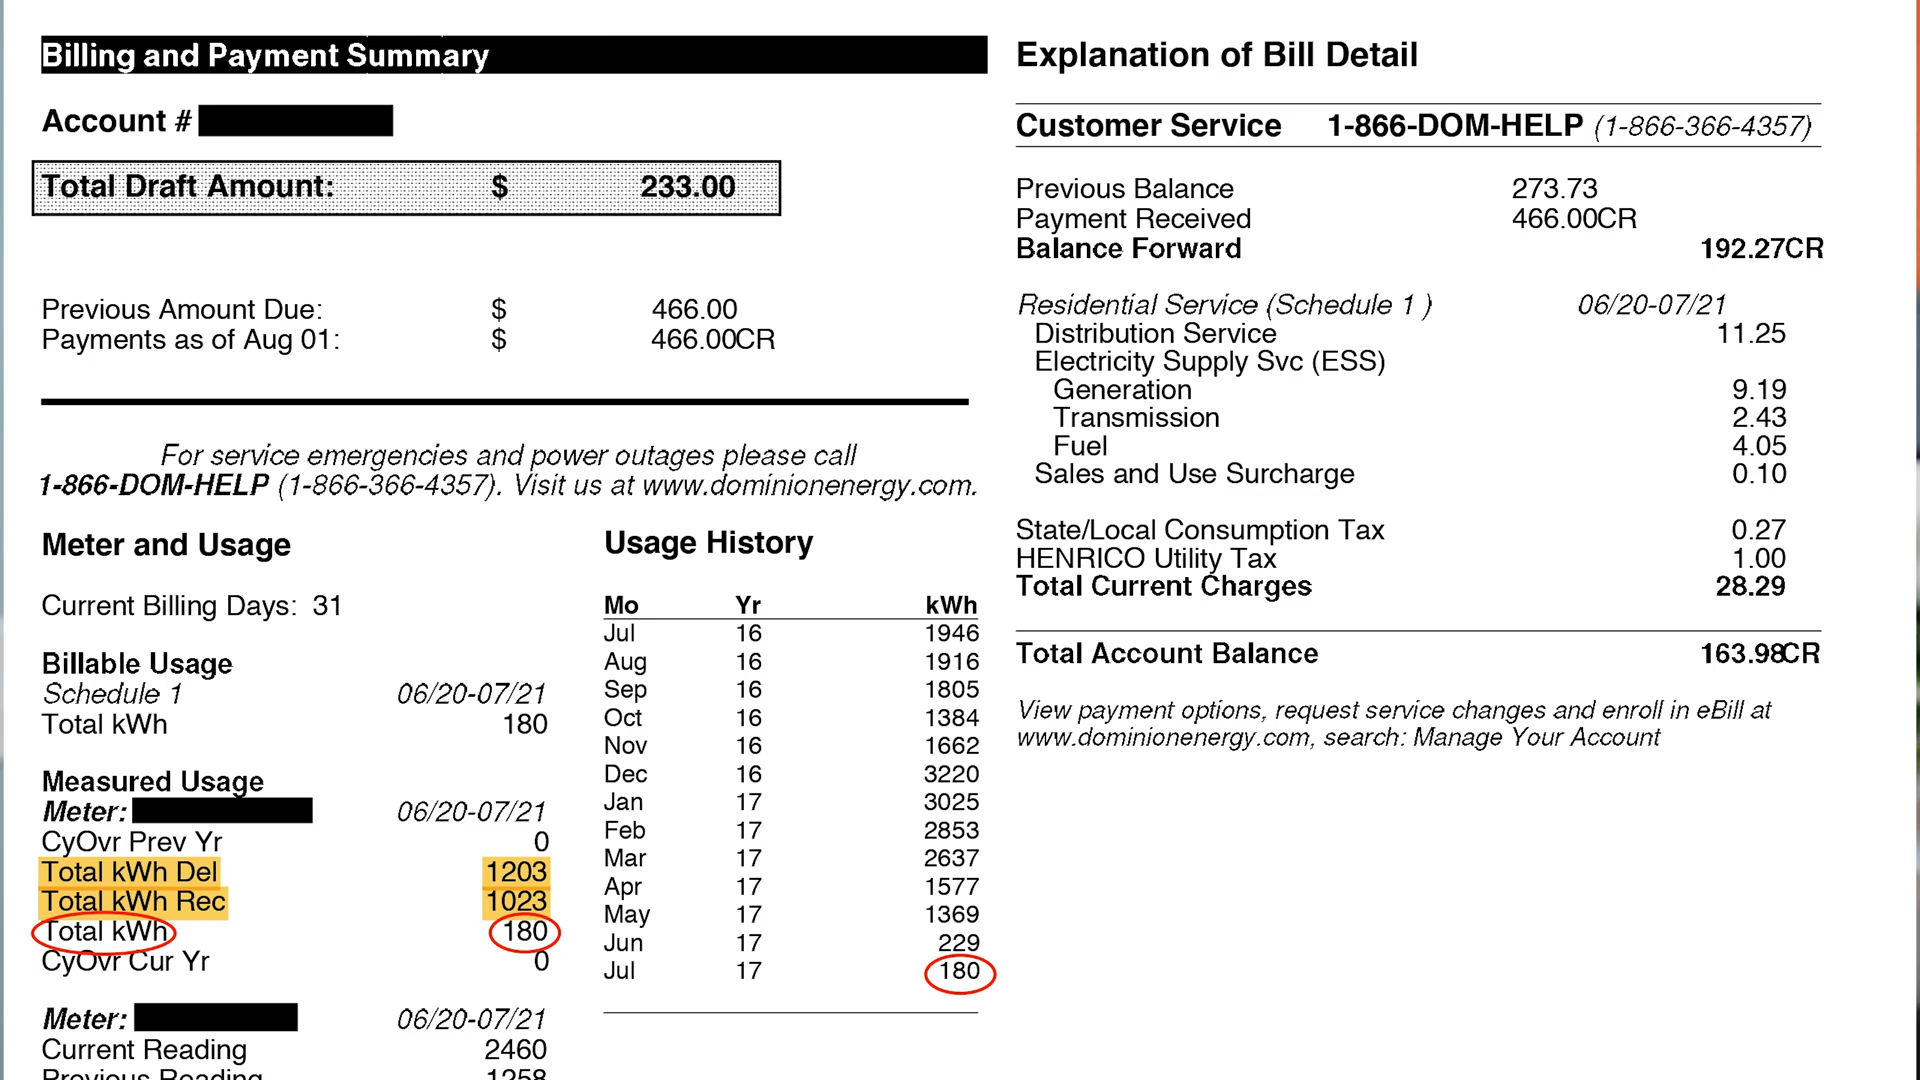 Billing and Payment Summary
Account #
Total Draft Amount: $ 233.00
Previous Amount Due: $ 466.00
Payments as of Aug 01: $ 466.00CR
For service emergencies and power outages please call
1-866-DOM-HELP (1-866-366-4357). Visit us at www.dominionenergy.com.
Meter and Usage
Current Billing Days: 31
Billable Usage
Schedule 1 06/20-07/21
Total kWh 180
Measured Usage
Meter: 06/20-07/21
CyOvr Prev Yr 0
Total kWh Del 1203
Total kWh Rec 1023
Total kWh 180
CyOvr Cur Yr 0
Meter: 06/20-07/21
Current Reading 2460
Previous Reading 1258
Usage History
Mo Yr kWh
Jul 16 1946
Aug 16 1916
Sep 16 1805
Oct 16 1384
Nov 16 1662
Dec 16 3220
Jan 17 3025
Feb 17 2853
Mar 17 2637
Apr 17 1577
May 17 1369
Jun 17 229
Jul 17 180
Explanation of Bill Detail
Customer Service 1-866-DOM-HELP (1-866-366-4357)
Previous Balance 273.73
Payment Received 466.00CR
Balance Forward 192.27CR
Residential Service (Schedule 1 ) 06/20-07/21
Distribution Service 11.25
Electricity Supply Svc (ESS)
Generation 9.19
Transmission 2.43
Fuel 4.05
Sales and Use Surcharge 0.10
State/Local Consumption Tax 0.27
HENRICO Utility Tax 1.00
Total Current Charges 28.29
Total Account Balance 163.98CR
View payment options, request service changes and enroll in eBill at
www.dominionenergy.com, search: Manage Your Account